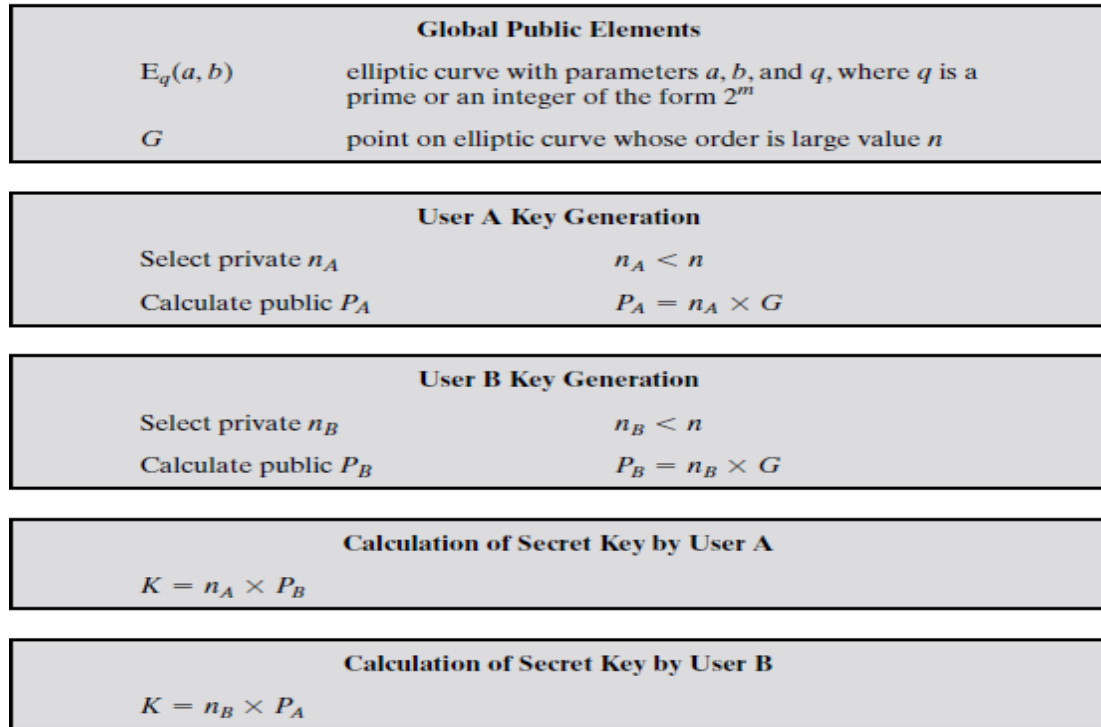 Global Public Elements
E_q(a, b) elliptic curve with parameters a, b, and q, where q is a
prime or an integer of the form 2^m
G point on elliptic curve whose order is large value n
User A Key Generation
Select private n_A n_A < n
Calculate public P_A P_A = n_A × G
User B Key Generation
Select private n_B n_B < n
Calculate public P_B P_B = n_B × G
Calculation of Secret Key by User A
K = n_A × P_B
Calculation of Secret Key by User B
K = n_B × P_A